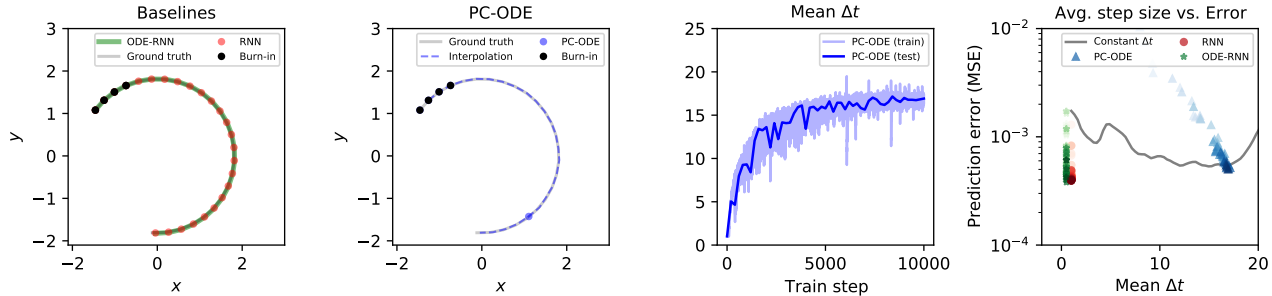 Baselines
ODE-RNN
RNN
Ground truth
Burn-in
3
2
1
0
−1
−2
y
−2
0
2
x
PC-ODE
Ground truth
PC-ODE
Interpolation
Burn-in
3
2
1
0
−1
−2
y
−2
0
2
x
Mean Δt
PC-ODE (train)
PC-ODE (test)
25
20
15
10
5
0
0
5000
10000
Train step
Avg. step size vs. Error
Constant Δt
RNN
PC-ODE
ODE-RNN
10⁻²
10⁻³
10⁻⁴
Prediction error (MSE)
0
10
20
Mean Δt